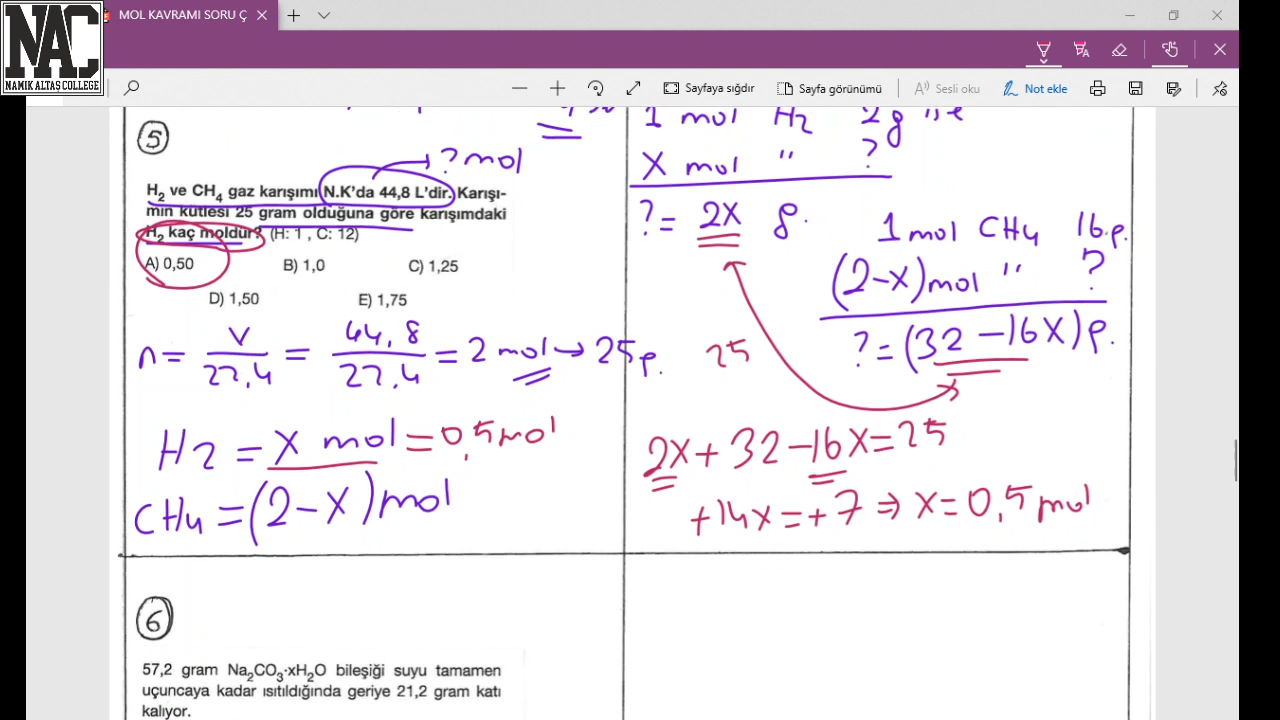 NAC
NAMIK ALTAŞ COLLEGE
MOL KAVRAMI SORU Ç
Sayfaya sığdır
Sayfa görünümü
Sesli oku
Not ekle
5
? mol
H₂ ve CH₄ gaz karışımı N.K'da 44,8 L'dir. Karışı-
mın kütlesi 25 gram olduğuna göre karışımdaki
H₂ kaç moldür? (H: 1 , C: 12)
A) 0,50
B) 1,0
C) 1,25
D) 1,50
E) 1,75
n = V/22,4 = 44,8/22,4 = 2 mol → 25g.
H2 = X mol = 0,5 mol
CH4 = (2-X) mol
1 mol H2 2g
X mol " ?
? = 2X g.
1 mol CH4 16g.
(2-X) mol " ?
? = (32-16X) g.
25
2X + 32 - 16X = 25
+14X = +7 ⇒ X = 0,5 mol
6
57,2 gram Na₂CO₃·xH₂O bileşiği suyu tamamen
uçuncaya kadar ısıtıldığında geriye 21,2 gram katı
kalıyor.